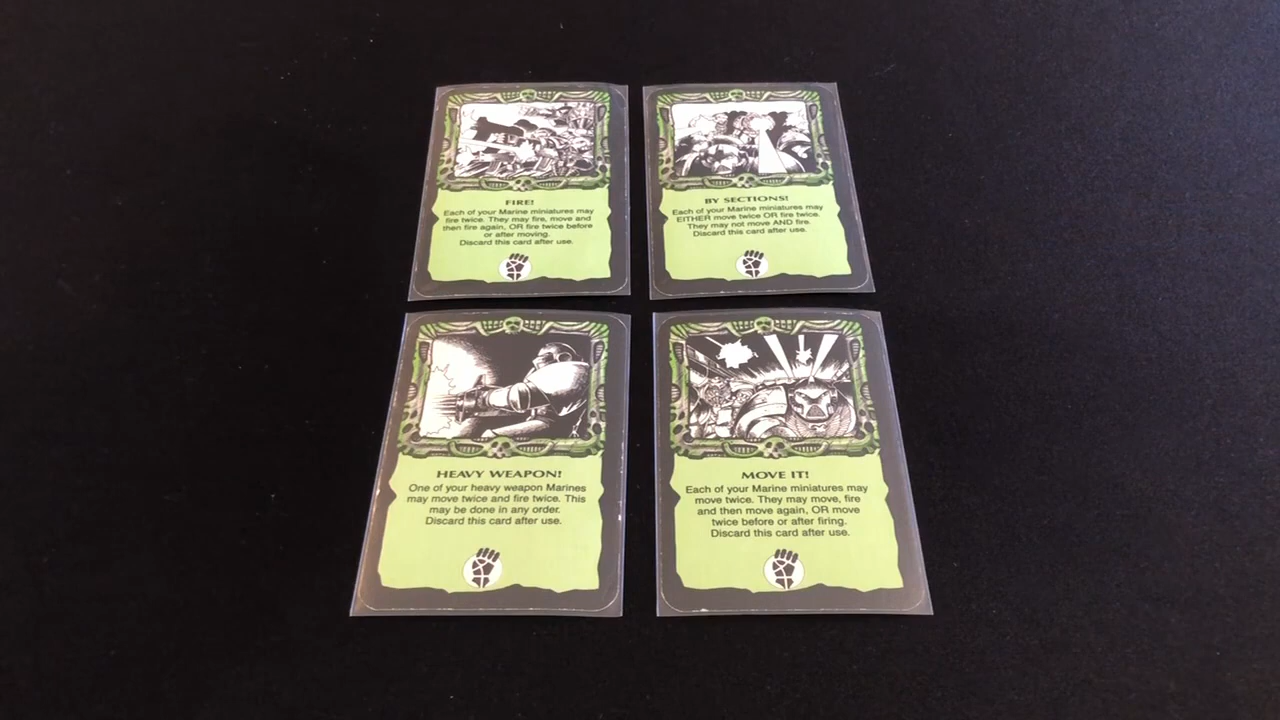 FIRE!
Each of your Marine miniatures may
fire twice. They may fire, move and
then fire again, OR fire twice before
or after moving.
Discard this card after use.
BY SECTIONS!
Each of your Marine miniatures may
EITHER move twice OR fire twice.
They may not move AND fire.
Discard this card after use.
HEAVY WEAPON!
One of your heavy weapon Marines
may move twice and fire twice. This
may be done in any order.
Discard this card after use.
MOVE IT!
Each of your Marine miniatures may
move twice. They may move, fire
and then move again, OR move
twice before or after firing.
Discard this card after use.